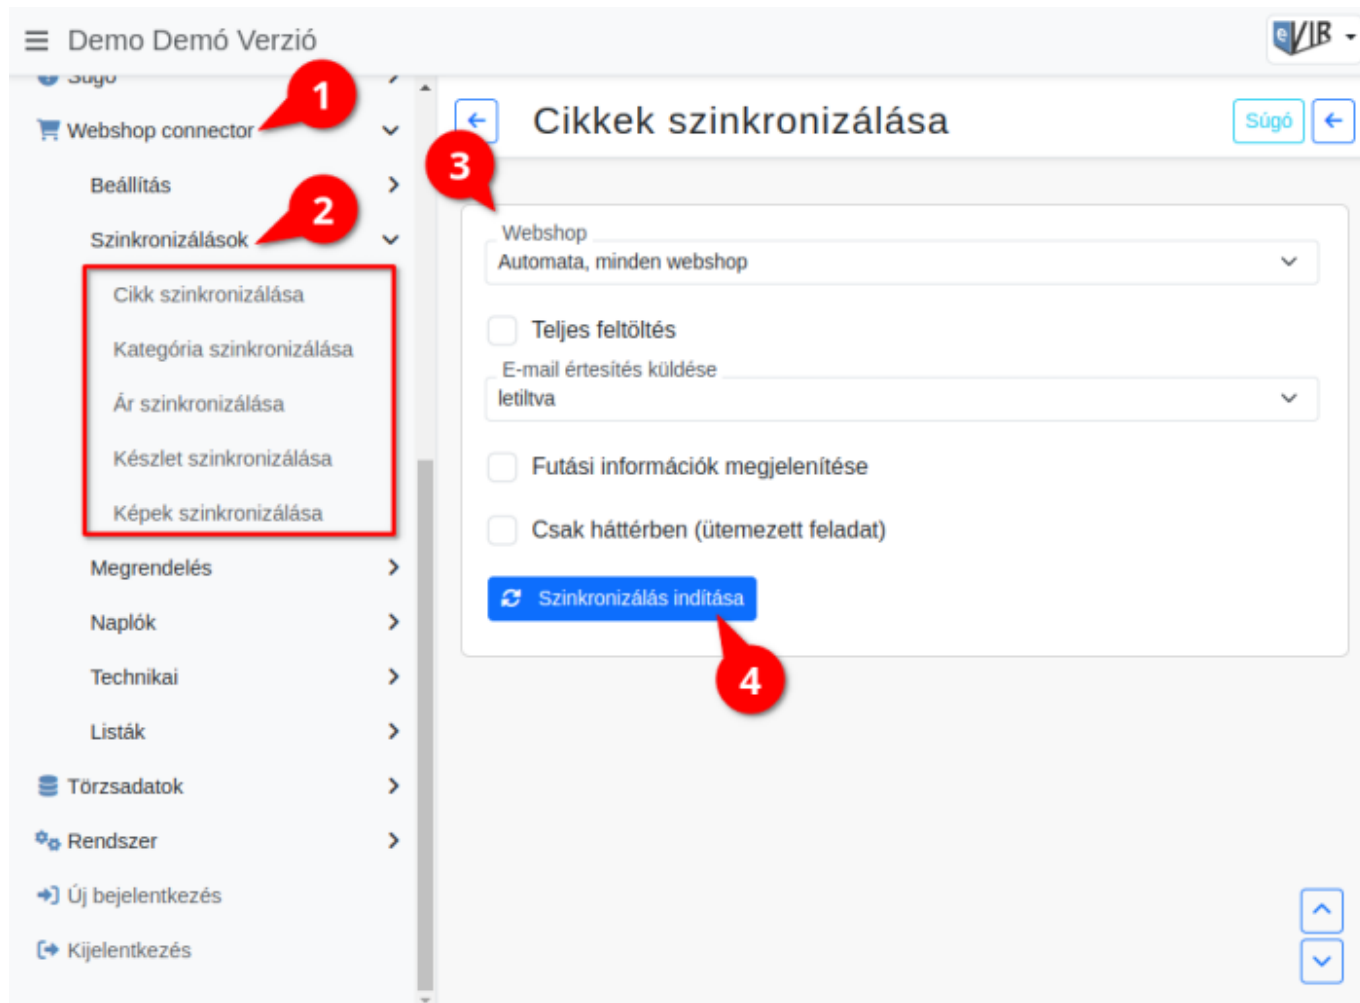 Demo Demó Verzió
eVIR
Súgó
1
Webshop connector
Beállítás
2
Szinkronizálások
Cikk szinkronizálása
Kategória szinkronizálása
Ár szinkronizálása
Készlet szinkronizálása
Képek szinkronizálása
Megrendelés
Naplók
Technikai
Listák
Törzsadatok
Rendszer
Új bejelentkezés
Kijelentkezés
Cikkek szinkronizálása
Súgó
3
Webshop
Automata, minden webshop
Teljes feltöltés
E-mail értesítés küldése
letiltva
Futási információk megjelenítése
Csak háttérben (ütemezett feladat)
Szinkronizálás indítása
4